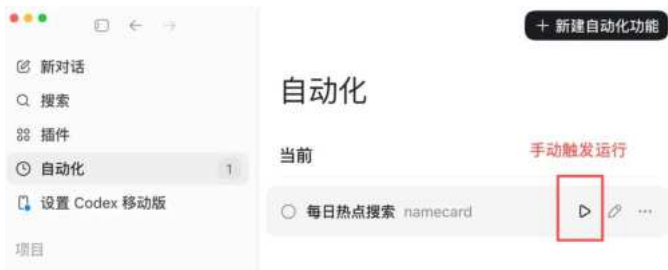 + 新建自动化功能
新对话
搜索
插件
自动化 1
设置 Codex 移动版
项目
自动化
当前
手动触发运行
每日热点搜索 namecard